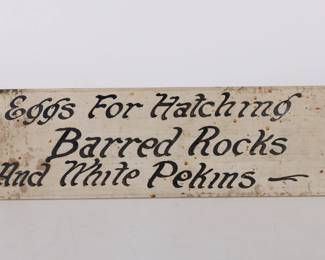 Eggs For Hatching
Barred Rocks
And White Pekins —